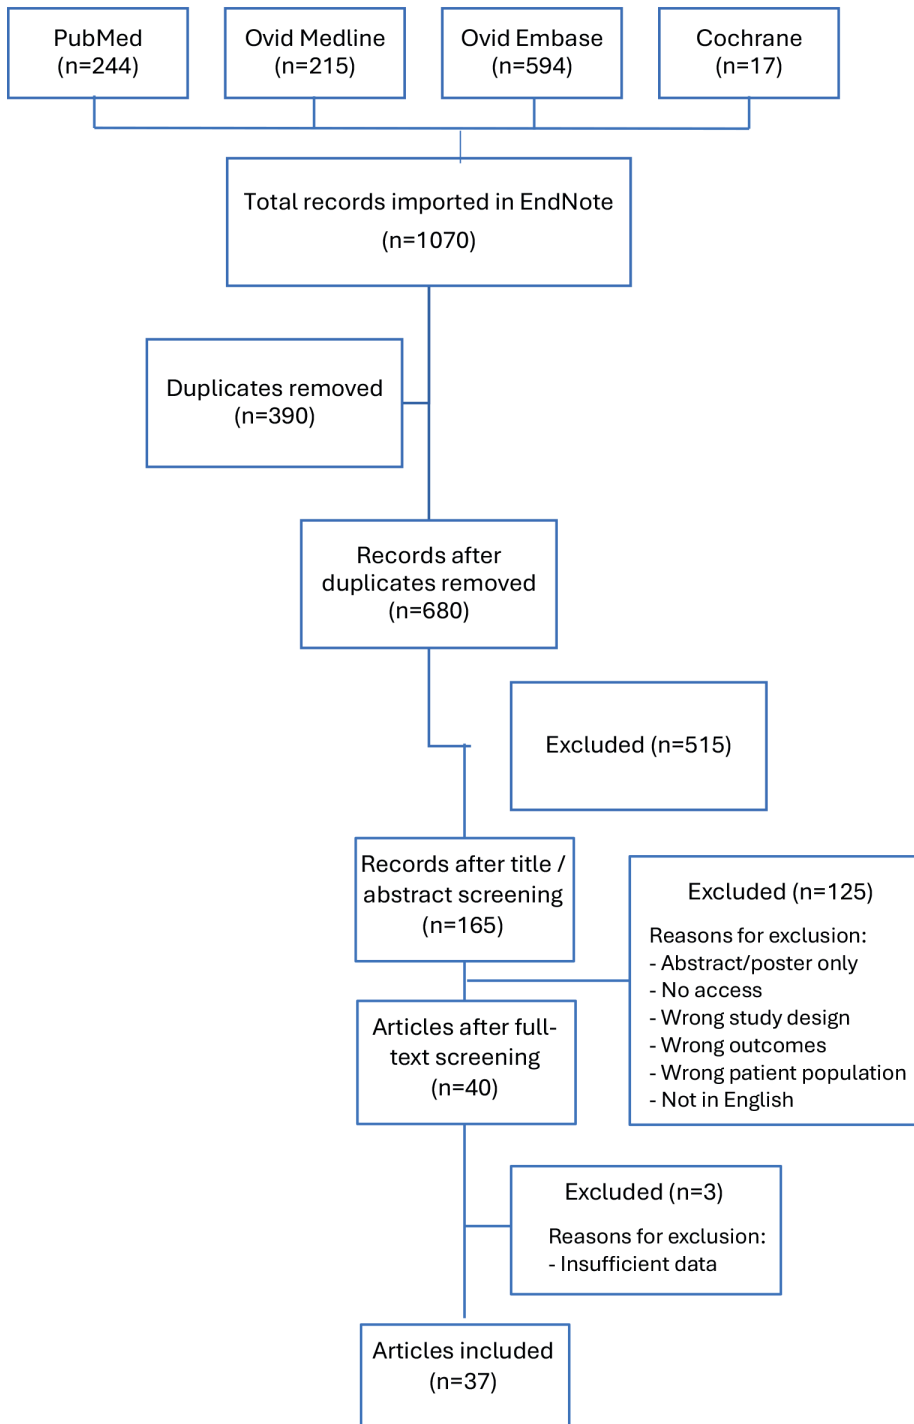 PubMed
(n=244)
Ovid Medline
(n=215)
Ovid Embase
(n=594)
Cochrane
(n=17)
Total records imported in EndNote
(n=1070)
Duplicates removed
(n=390)
Records after
duplicates removed
(n=680)
Excluded (n=515)
Records after title /
abstract screening
(n=165)
Excluded (n=125)
Reasons for exclusion:
- Abstract/poster only
- No access
- Wrong study design
- Wrong outcomes
- Wrong patient population
- Not in English
Articles after full-
text screening
(n=40)
Excluded (n=3)
Reasons for exclusion:
- Insufficient data
Articles included
(n=37)